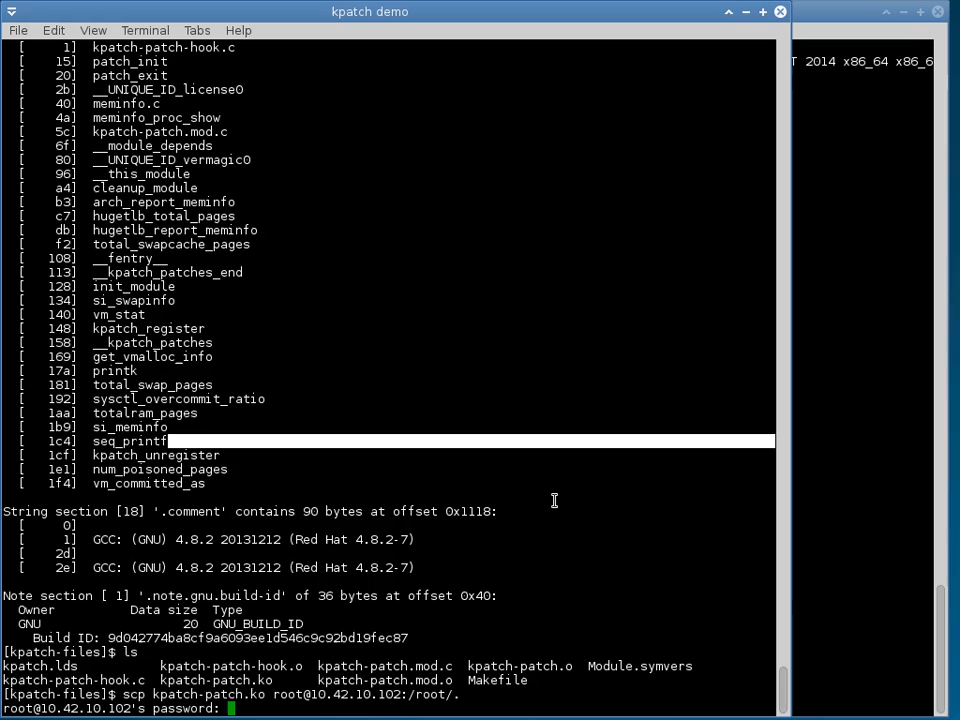 kpatch demo
File Edit View Terminal Tabs Help
[ 1] kpatch-patch-hook.c
[ 15] patch_init
[ 20] patch_exit
[ 2b] __UNIQUE_ID_license0
[ 40] meminfo.c
[ 4a] meminfo_proc_show
[ 5c] kpatch-patch.mod.c
[ 6f] __module_depends
[ 80] __UNIQUE_ID_vermagic0
[ 96] __this_module
[ a4] cleanup_module
[ b3] arch_report_meminfo
[ c7] hugetlb_total_pages
[ db] hugetlb_report_meminfo
[ f2] total_swapcache_pages
[ 108] __fentry__
[ 113] __kpatch_patches_end
[ 128] init_module
[ 134] si_swapinfo
[ 140] vm_stat
[ 148] kpatch_register
[ 158] __kpatch_patches
[ 169] get_vmalloc_info
[ 17a] printk
[ 181] total_swap_pages
[ 192] sysctl_overcommit_ratio
[ 1aa] totalram_pages
[ 1b9] si_meminfo
[ 1c4] seq_printf
[ 1cf] kpatch_unregister
[ 1e1] num_poisoned_pages
[ 1f4] vm_committed_as
String section [18] '.comment' contains 90 bytes at offset 0x1118:
[ 0]
[ 1] GCC: (GNU) 4.8.2 20131212 (Red Hat 4.8.2-7)
[ 2d]
[ 2e] GCC: (GNU) 4.8.2 20131212 (Red Hat 4.8.2-7)
Note section [ 1] '.note.gnu.build-id' of 36 bytes at offset 0x40:
Owner Data size Type
GNU 20 GNU_BUILD_ID
Build ID: 9d042774ba8cf9a6093ee1d546c9c92bd19fec87
[kpatch-files]$ ls
kpatch.lds kpatch-patch-hook.o kpatch-patch.mod.c kpatch-patch.o Module.symvers
kpatch-patch-hook.c kpatch-patch.ko kpatch-patch.mod.o Makefile
[kpatch-files]$ scp kpatch-patch.ko root@10.42.10.102:/root/.
root@10.42.10.102's password:
T 2014 x86_64 x86_6